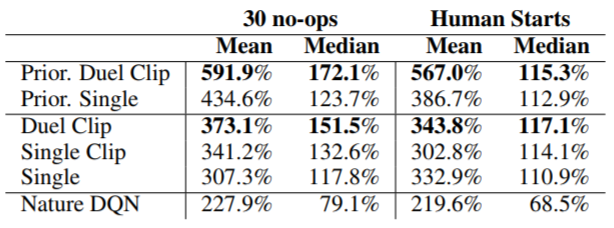 30 no-ops Human Starts
Mean Median Mean Median
Prior. Duel Clip 591.9% 172.1% 567.0% 115.3%
Prior. Single 434.6% 123.7% 386.7% 112.9%
Duel Clip 373.1% 151.5% 343.8% 117.1%
Single Clip 341.2% 132.6% 302.8% 114.1%
Single 307.3% 117.8% 332.9% 110.9%
Nature DQN 227.9% 79.1% 219.6% 68.5%